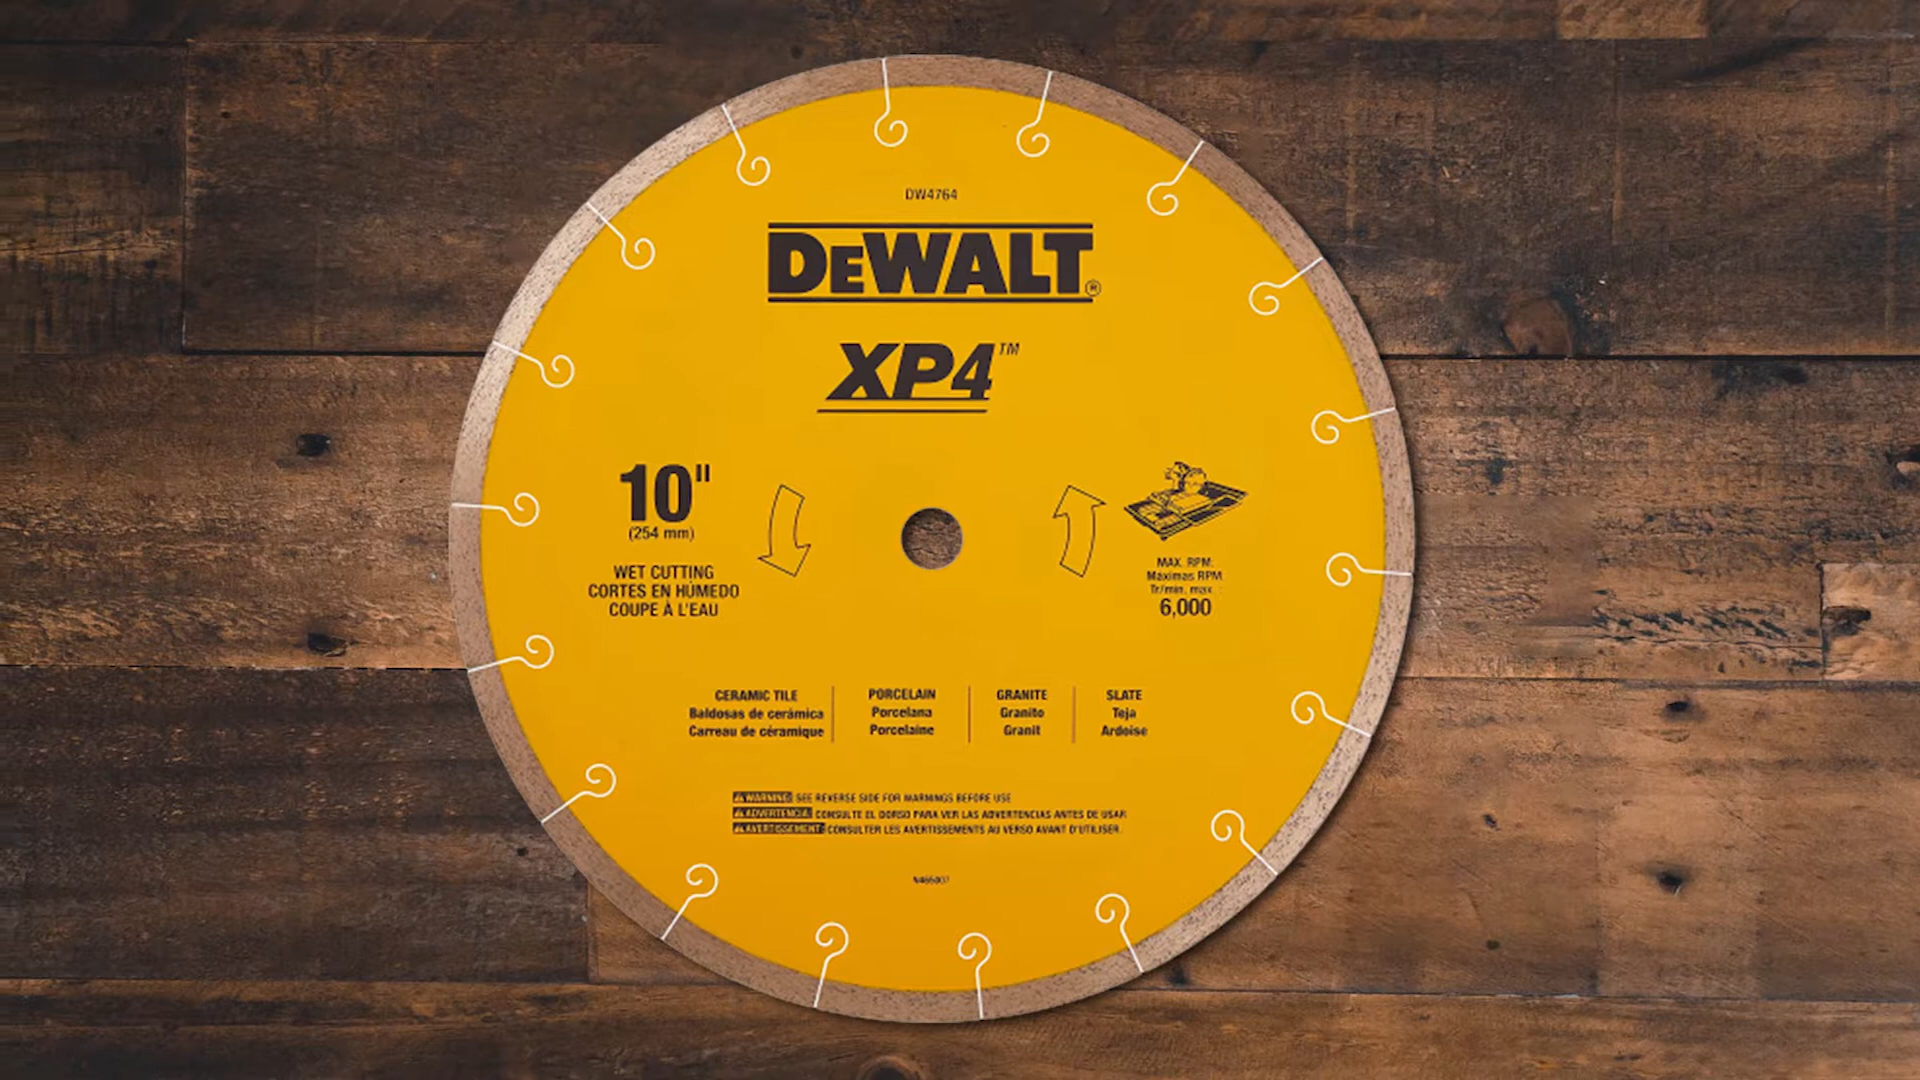 DW4764
DEWALT®
XP4™
10"
(254 mm)
WET CUTTING
CORTES EN HÚMEDO
COUPE À L'EAU
MAX. RPM.
Máximas RPM
Tr/min. max.
6,000
CERAMIC TILE
Baldosas de cerámica
Carreau de céramique
PORCELAIN
Porcelana
Porcelaine
GRANITE
Granito
Granit
SLATE
Teja
Ardoise
WARNING: SEE REVERSE SIDE FOR WARNINGS BEFORE USE
ADVERTENCIA: CONSULTE EL DORSO PARA VER LAS ADVERTENCIAS ANTES DE USAR
AVERTISSEMENT: CONSULTER LES AVERTISSEMENTS AU VERSO AVANT D'UTILISER.